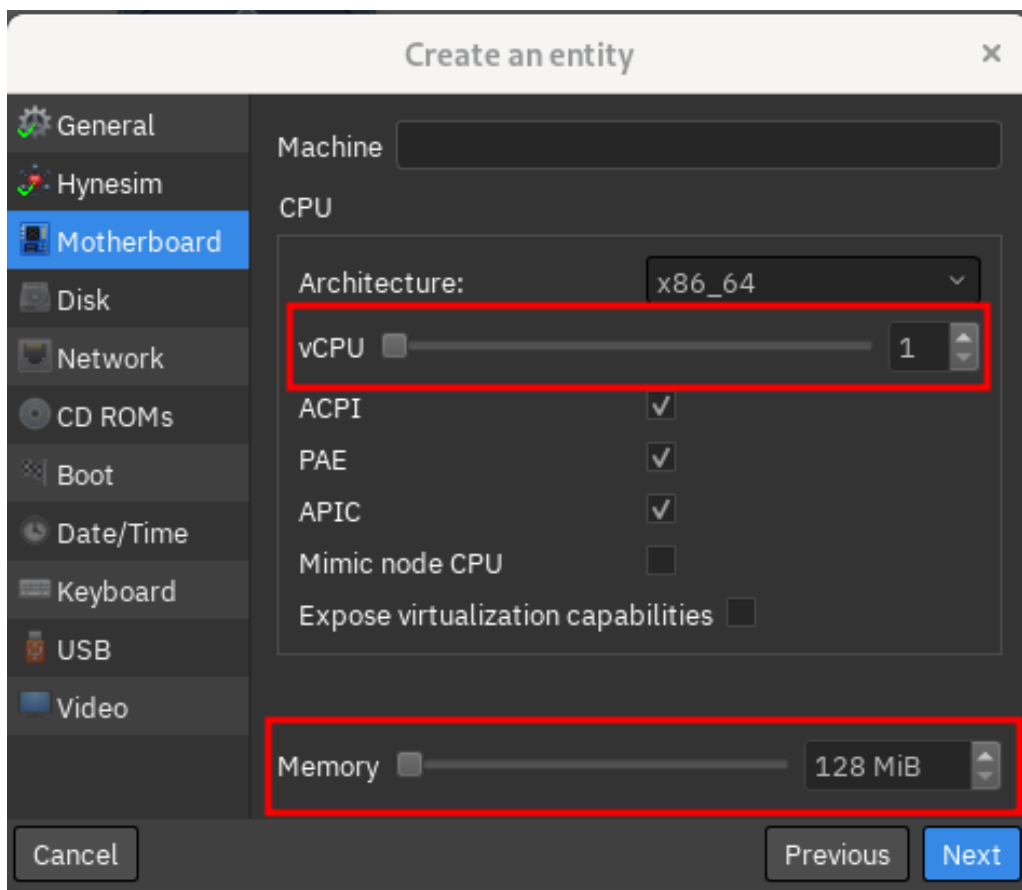 Create an entity ×
General
Hynesim
Motherboard
Disk
Network
CD ROMs
Boot
Date/Time
Keyboard
USB
Video
Machine
CPU
Architecture: x86_64
vCPU 1
ACPI
PAE
APIC
Mimic node CPU
Expose virtualization capabilities
Memory 128 MiB
Cancel Previous Next